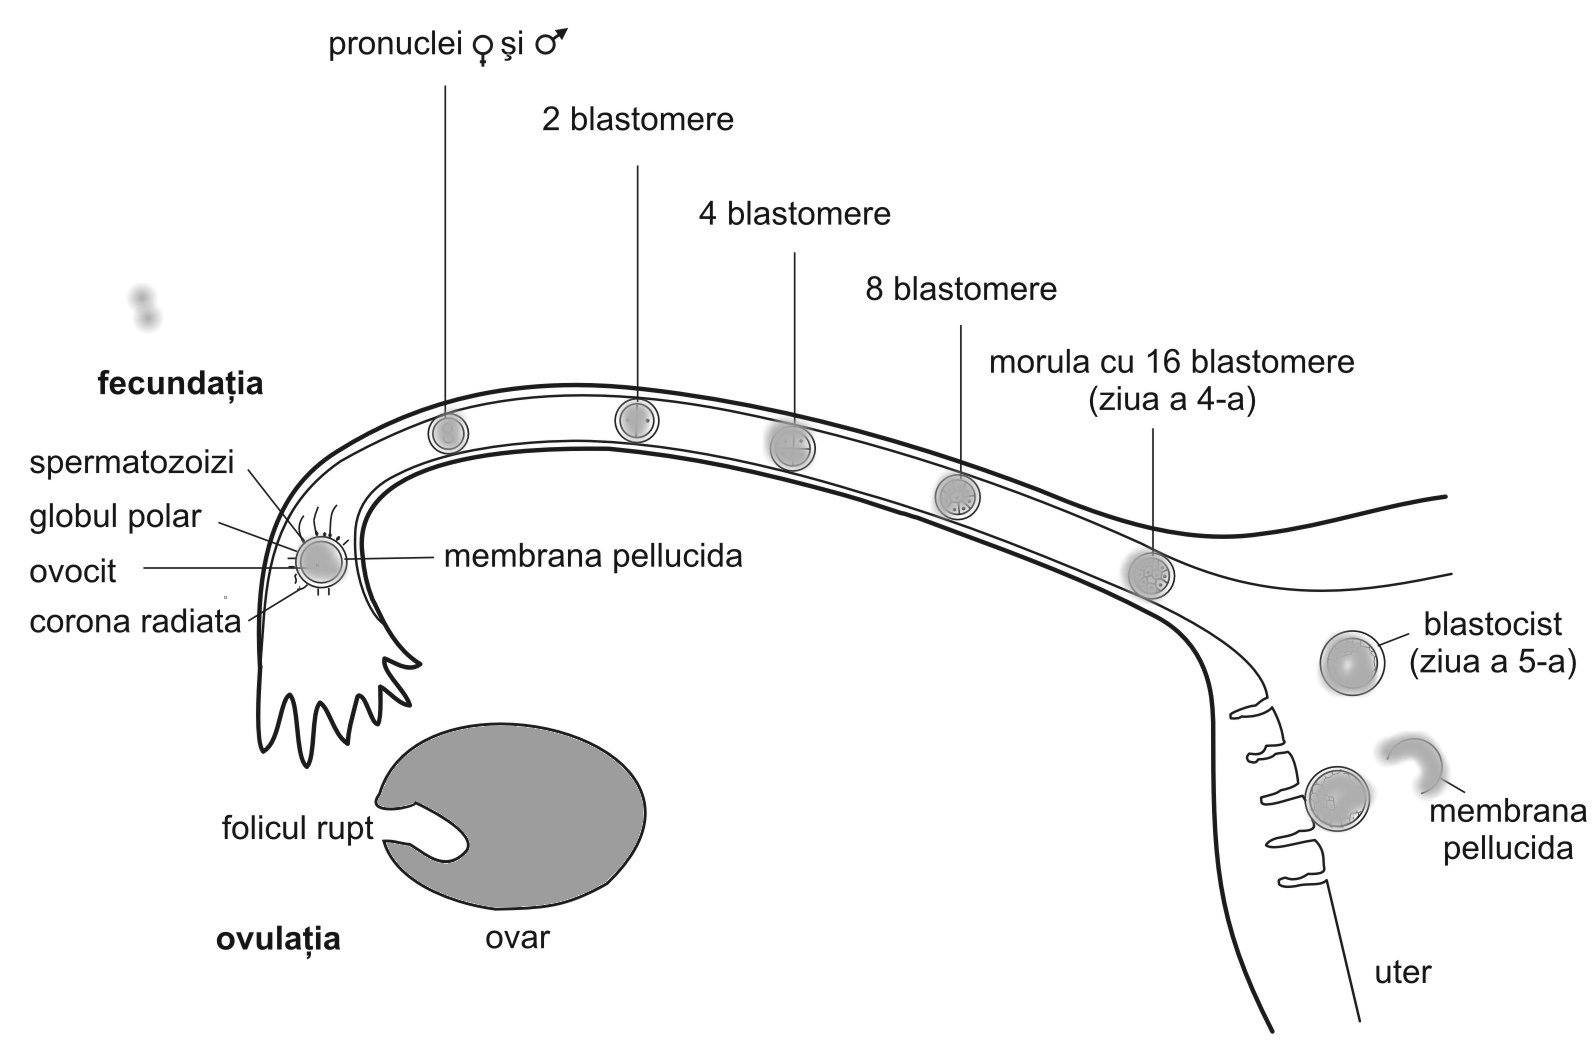 pronuclei ♀ și ♂
2 blastomere
4 blastomere
8 blastomere
morula cu 16 blastomere
(ziua a 4-a)
fecundația
spermatozoizi
globul polar
ovocit
corona radiata
membrana pellucida
blastocist
(ziua a 5-a)
membrana
pellucida
folicul rupt
ovulația
ovar
uter